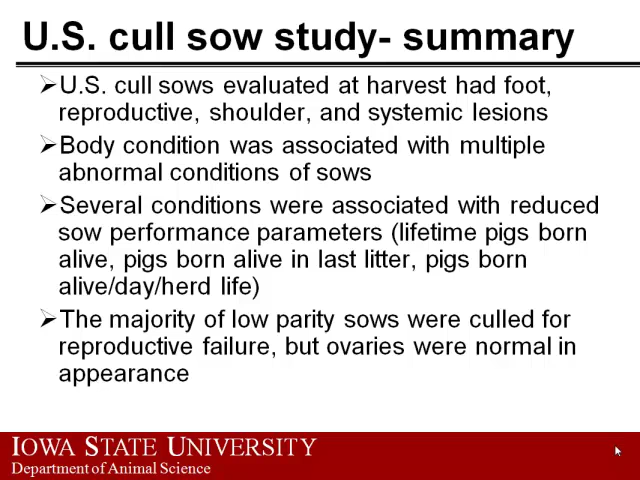 U.S. cull sow study- summary
➢U.S. cull sows evaluated at harvest had foot,
reproductive, shoulder, and systemic lesions
➢Body condition was associated with multiple
abnormal conditions of sows
➢Several conditions were associated with reduced
sow performance parameters (lifetime pigs born
alive, pigs born alive in last litter, pigs born
alive/day/herd life)
➢The majority of low parity sows were culled for
reproductive failure, but ovaries were normal in
appearance
IOWA STATE UNIVERSITY
Department of Animal Science